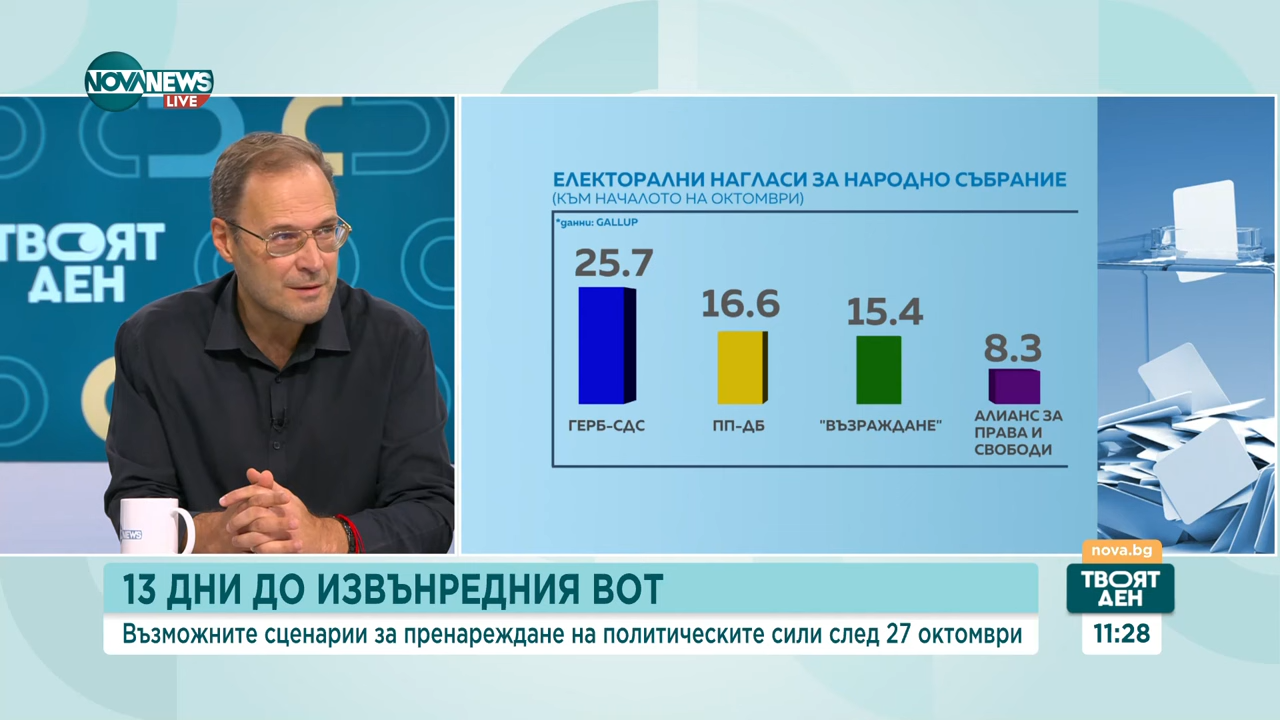 NOVANEWS
LIVE
ТВОЯТ
ДЕН
ЕЛЕКТОРАЛНИ НАГЛАСИ ЗА НАРОДНО СЪБРАНИЕ
(КЪМ НАЧАЛОТО НА ОКТОМВРИ)
*данни: GALLUP
25.7
16.6
15.4
8.3
ГЕРБ-СДС
ПП-ДБ
"ВЪЗРАЖДАНЕ"
АЛИАНС ЗА
ПРАВА И
СВОБОДИ
NEWS
13 ДНИ ДО ИЗВЪНРЕДНИЯ ВОТ
Възможните сценарии за пренареждане на политическите сили след 27 октомври
nova.bg
ТВОЯТ
ДЕН
11:28